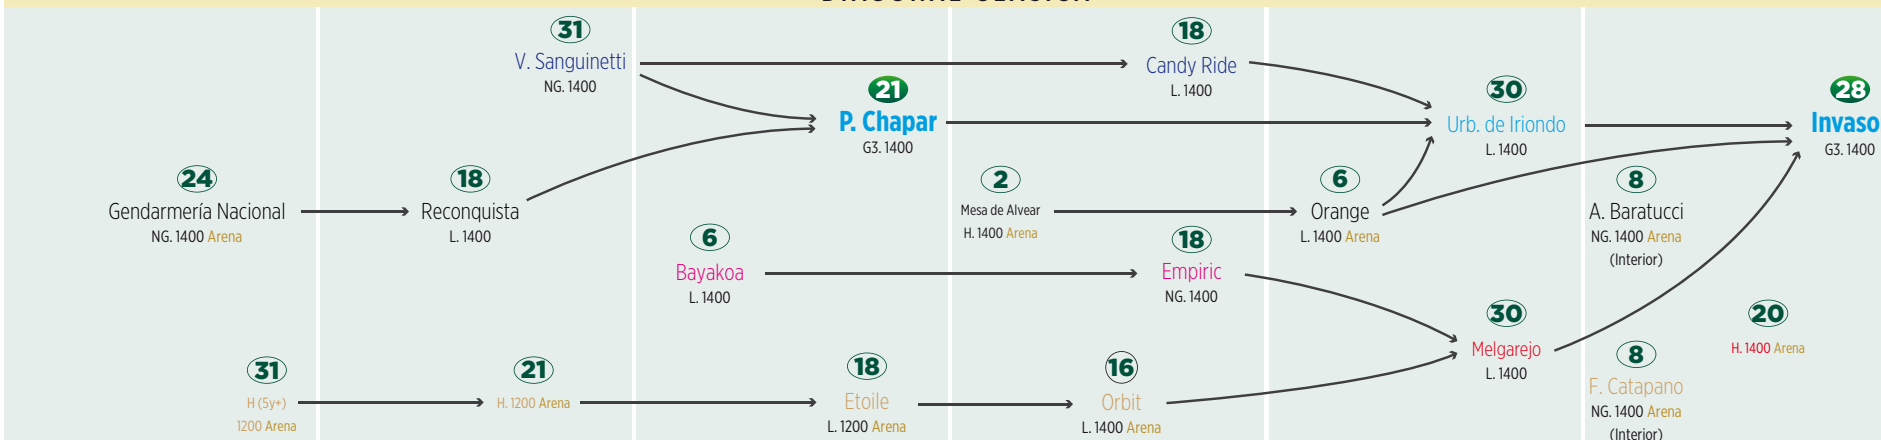 31
V. Sanguinetti
NG. 1400
18
Candy Ride
L. 1400
21
P. Chapar
G3. 1400
30
Urb. de Iriondo
L. 1400
28
Invaso
G3. 1400
24
Gendarmería Nacional
NG. 1400 Arena
18
Reconquista
L. 1400
2
Mesa de Alvear
H. 1400 Arena
6
Orange
L. 1400 Arena
8
A. Baratucci
NG. 1400 Arena
(Interior)
6
Bayakoa
L. 1400
18
Empiric
NG. 1400
30
Melgarejo
L. 1400
20
H. 1400 Arena
31
H (5y+)
1200 Arena
21
H. 1200 Arena
18
Etoile
L. 1200 Arena
16
Orbit
L. 1400 Arena
8
F. Catapano
NG. 1400 Arena
(Interior)